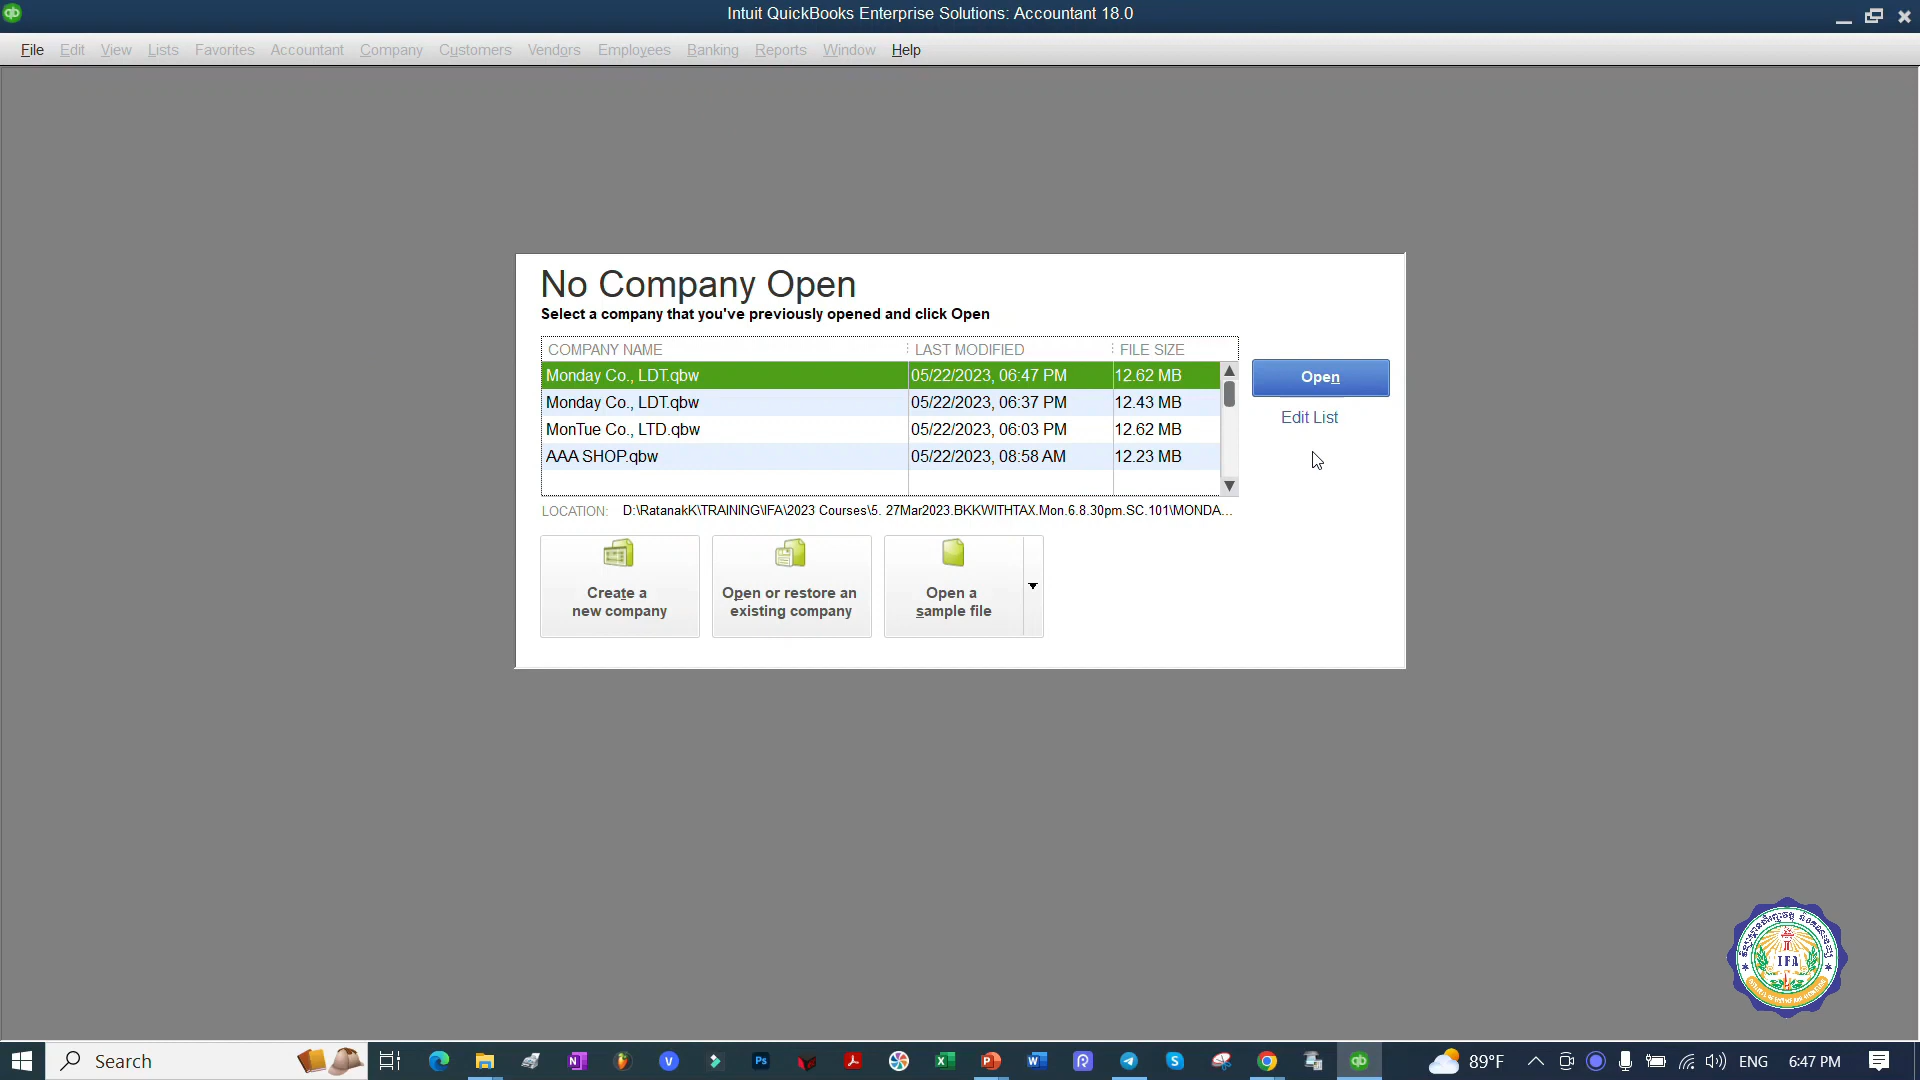 Intuit QuickBooks Enterprise Solutions: Accountant 18.0
File Edit View Lists Favorites Accountant Company Customers Vendors Employees Banking Reports Window Help
No Company Open
Select a company that you've previously opened and click Open
COMPANY NAME LAST MODIFIED FILE SIZE
Monday Co., LDT.qbw 05/22/2023, 06:47 PM 12.62 MB
Open
Monday Co., LDT.qbw 05/22/2023, 06:37 PM 12.43 MB
Edit List
MonTue Co., LTD.qbw 05/22/2023, 06:03 PM 12.62 MB
AAA SHOP.qbw 05/22/2023, 08:58 AM 12.23 MB
LOCATION: D:\RatanakK\TRAINING\IFA\2023 Courses\5. 27Mar2023.BKKWITHTAX.Mon.6.8.30pm.SC.101\MONDA...
Create a
new company
Open or restore an
existing company
Open a
sample file
IFA
Search
89°F
ENG
6:47 PM